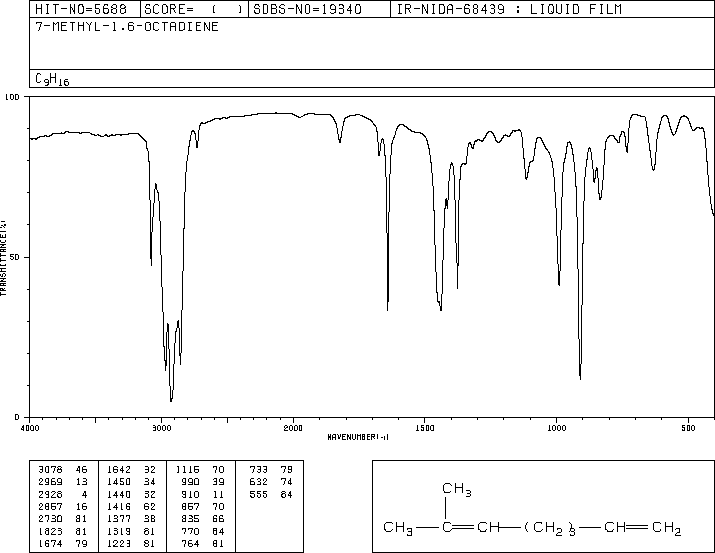 HIT-NO=5688 SCORE= ( ) SDBS-NO=19340 IR-NIDA-68439 : LIQUID FILM
7-METHYL-1,6-OCTADIENE
C9H16
100
50
0
TRANSMITTANCE(%)
4000 3000 2000 1500 1000 500
WAVENUMBER(-1)
3078 46 1642 32 1116 70 733 79
2969 13 1450 34 990 39 632 74
2928 4 1440 32 910 11 555 84
2857 16 1416 62 857 70
2730 81 1377 38 835 66
1823 81 1319 81 770 84
1674 79 1223 81 764 81
CH3
CH3 C=CH (CH2)3 CH=CH2